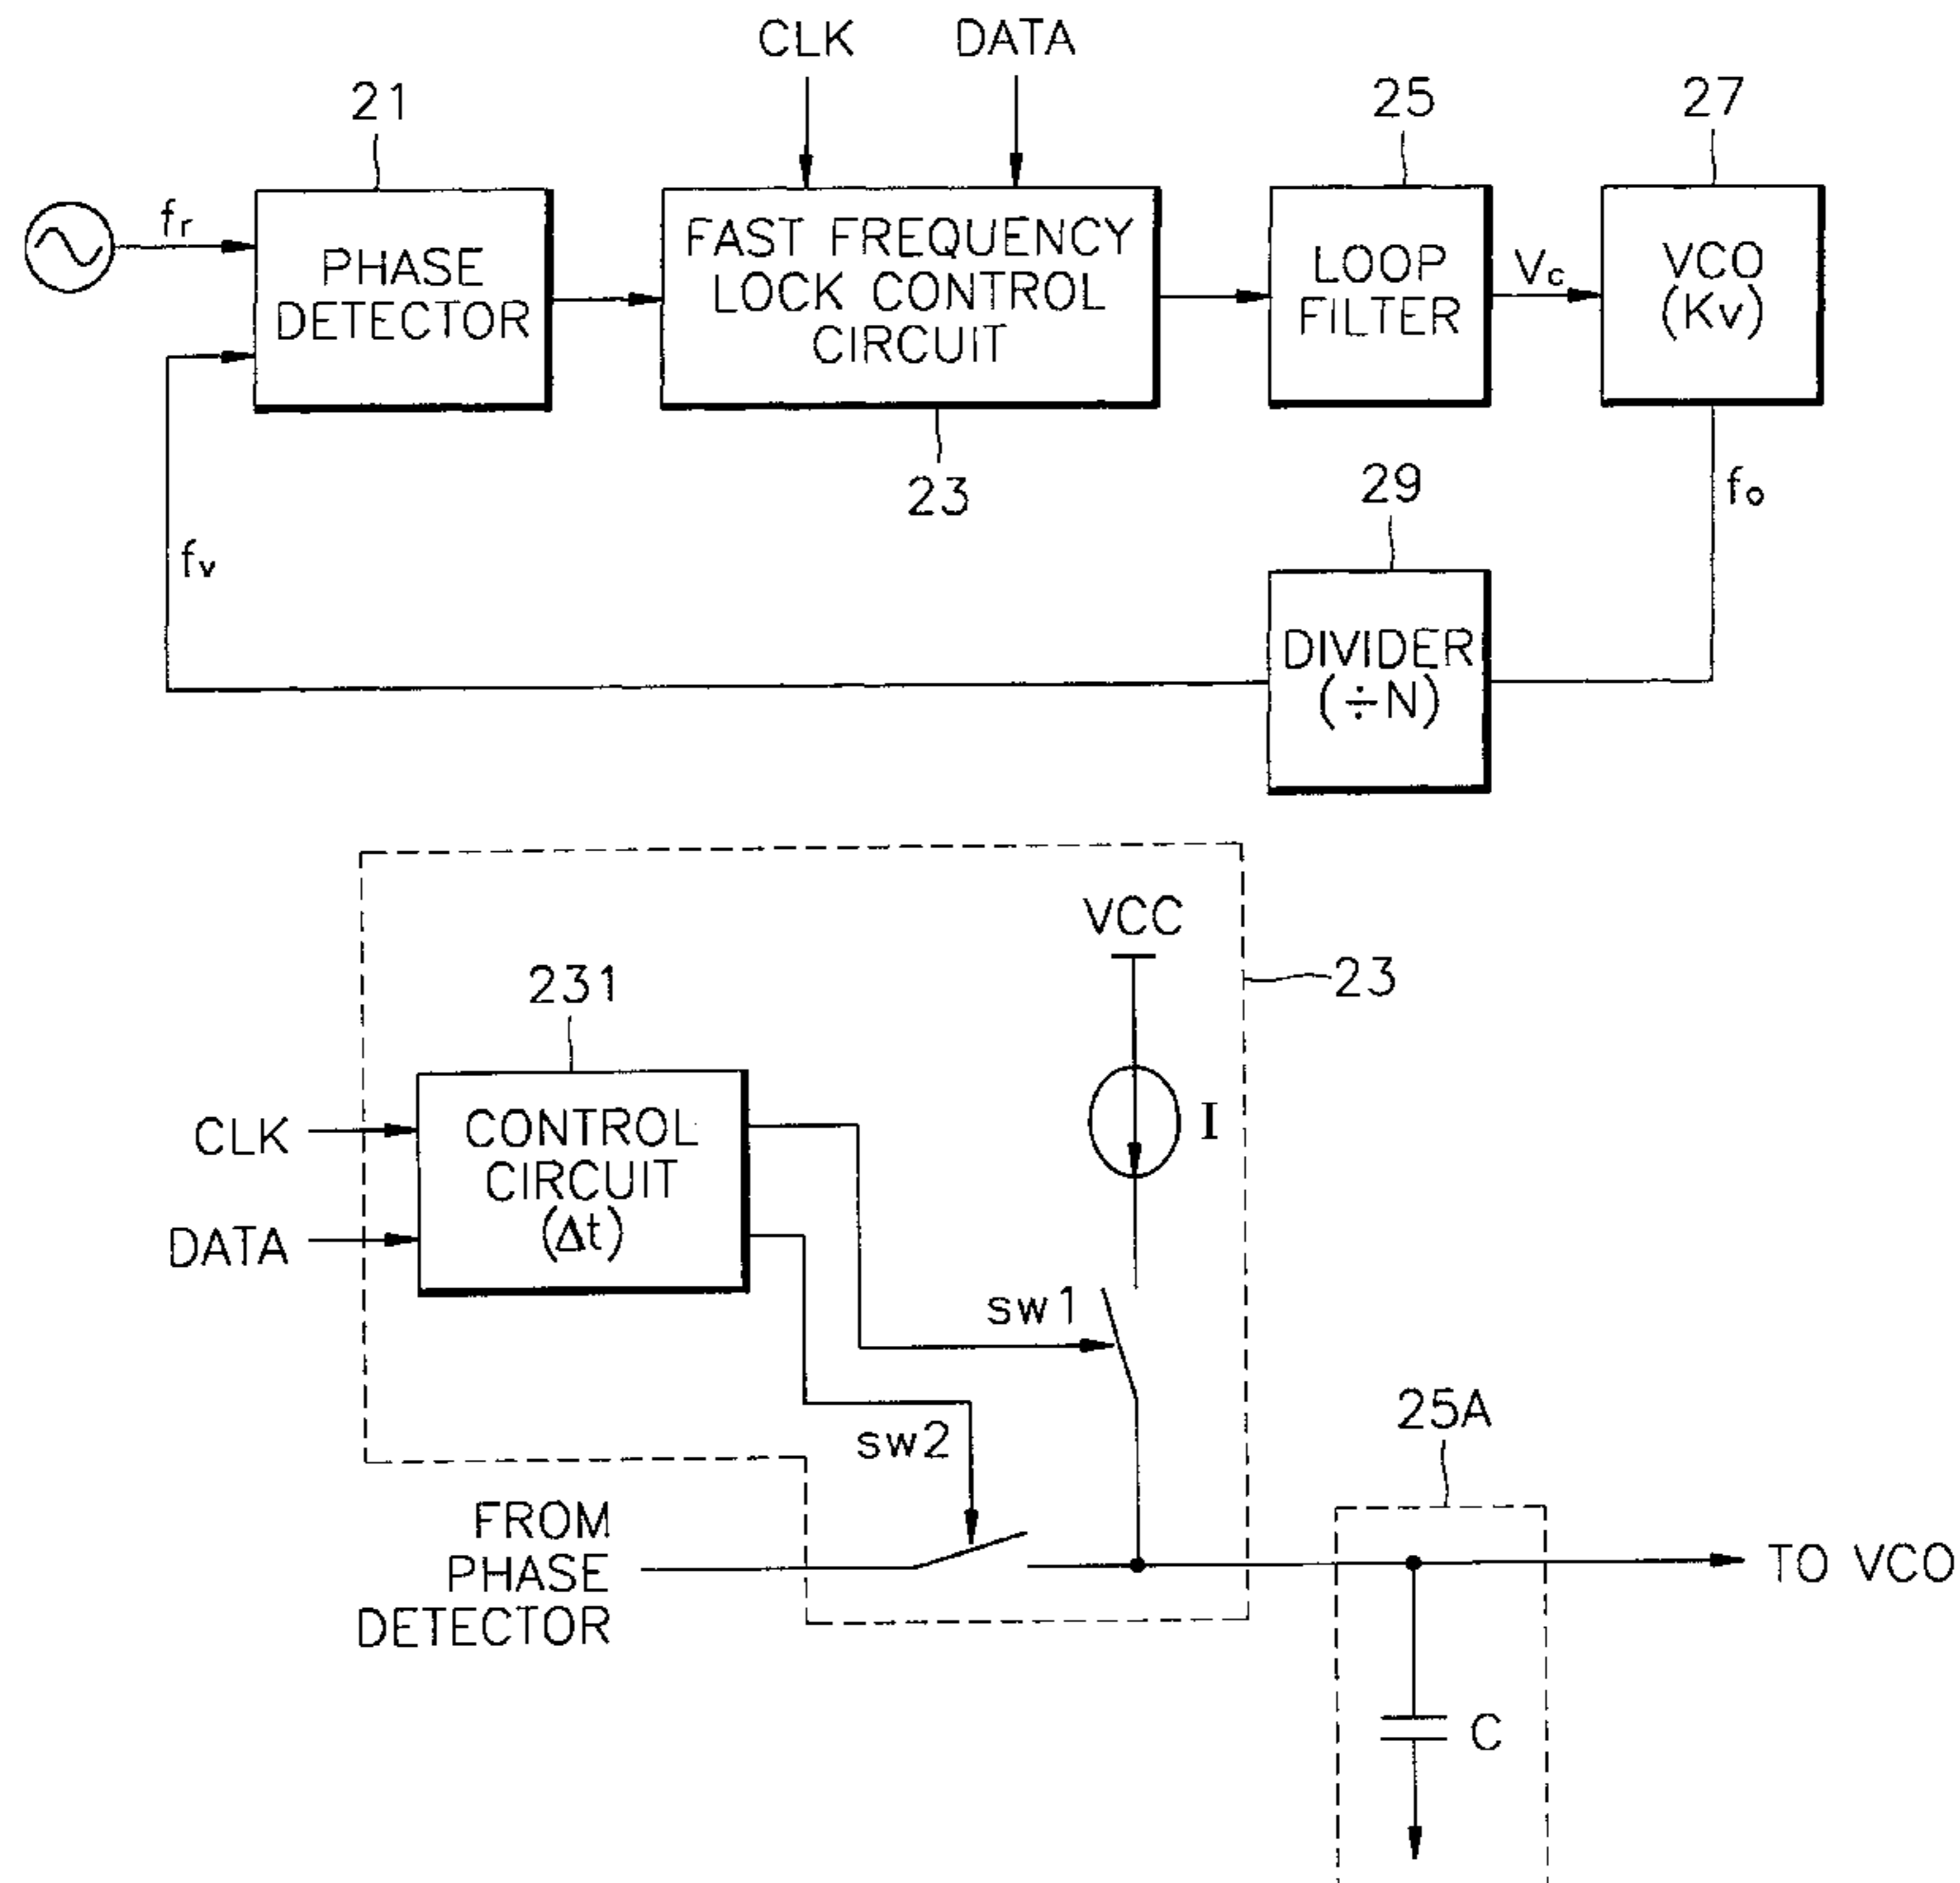 CLK
DATA
21
25
27
fr
PHASE
DETECTOR
FAST FREQUENCY
LOCK CONTROL
CIRCUIT
LOOP
FILTER
Vc
VCO
(Kv)
23
29
fo
fv
DIVIDER
(÷N)
VCC
23
231
CLK
DATA
CONTROL
CIRCUIT
(Δt)
I
sw1
sw2
25A
FROM
PHASE
DETECTOR
TO VCO
C